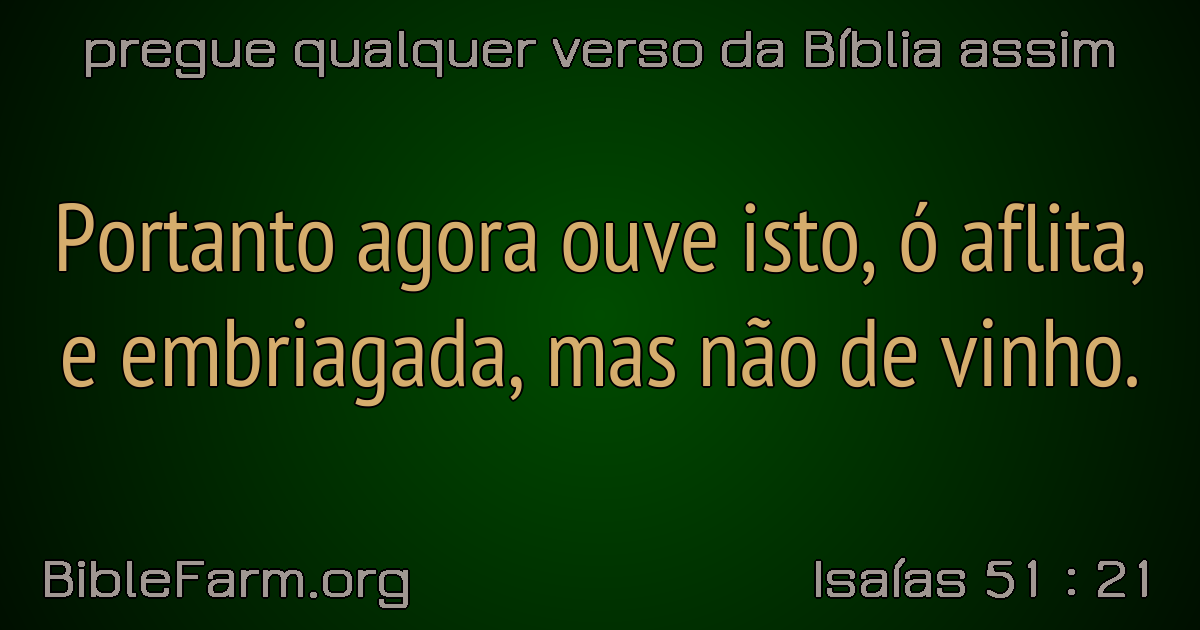 pregue qualquer verso da Bíblia assim
Portanto agora ouve isto, ó aflita,
e embriagada, mas não de vinho.
BibleFarm.org
Isaías 51 : 21